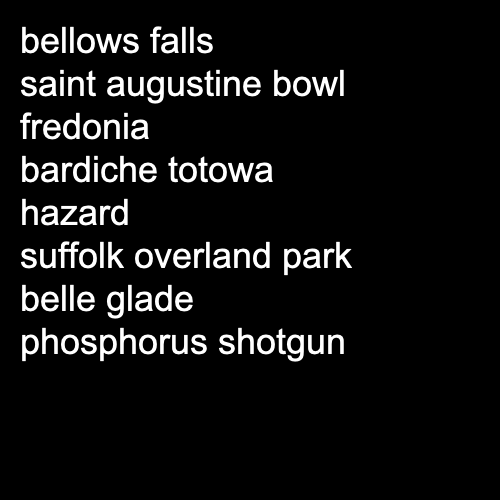 bellows falls
saint augustine bowl
fredonia
bardiche totowa
hazard
suffolk overland park
belle glade
phosphorus shotgun